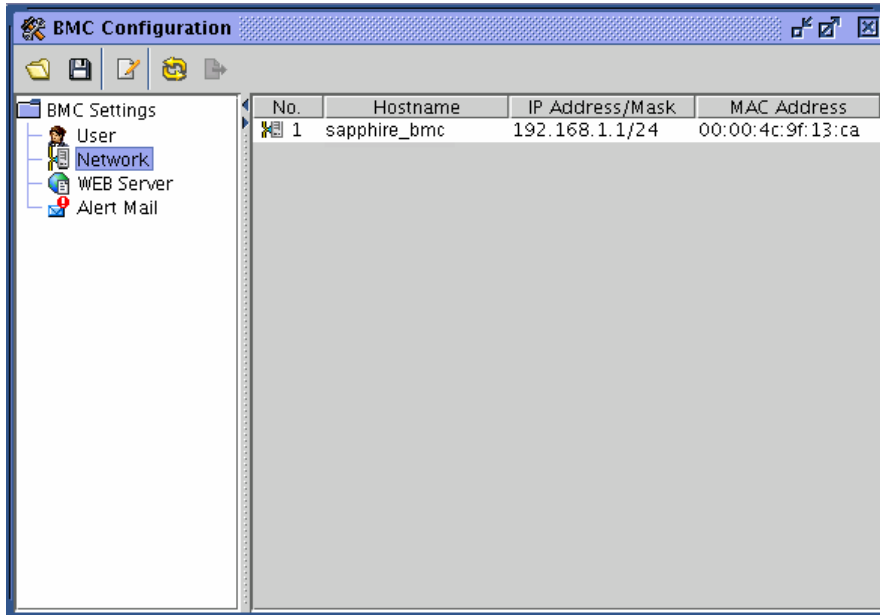 BMC Configuration
BMC Settings
User
Network
WEB Server
Alert Mail
No. Hostname IP Address/Mask MAC Address
1 sapphire_bmc 192.168.1.1/24 00:00:4c:9f:13:ca